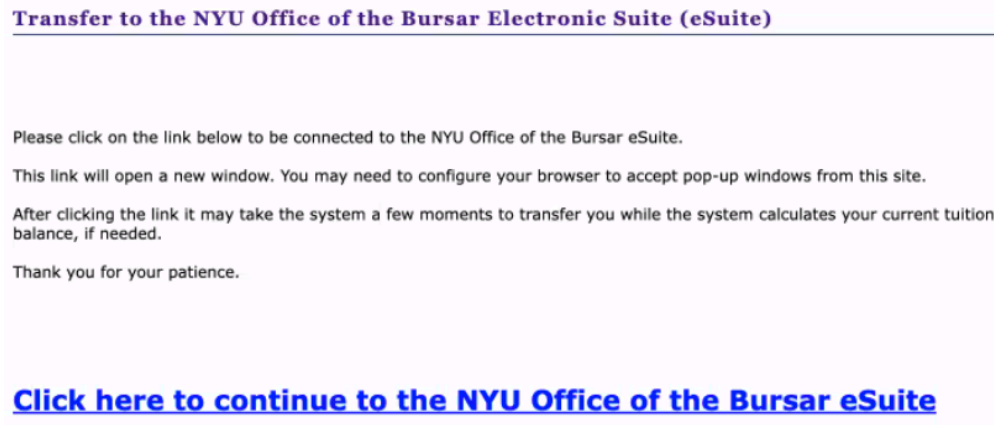 Transfer to the NYU Office of the Bursar Electronic Suite (eSuite)
Please click on the link below to be connected to the NYU Office of the Bursar eSuite.
This link will open a new window. You may need to configure your browser to accept pop-up windows from this site.
After clicking the link it may take the system a few moments to transfer you while the system calculates your current tuition
balance, if needed.
Thank you for your patience.
Click here to continue to the NYU Office of the Bursar eSuite